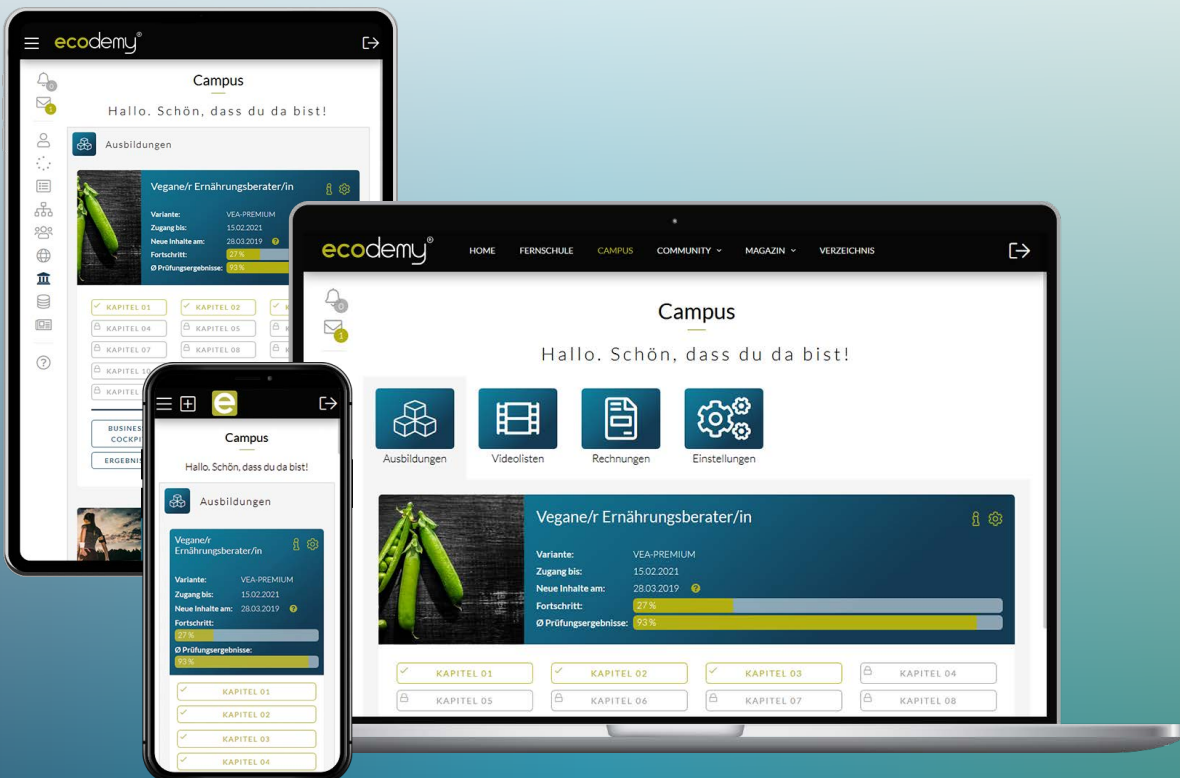 ecodemy®
0
1
Campus
Hallo. Schön, dass du da bist!
Ausbildungen
Vegane/r Ernährungsberater/in
Variante: VEA-PREMIUM
Zugang bis: 15.02.2021
Neue Inhalte am: 28.03.2019 ?
Fortschritt: 27 %
Ø Prüfungsergebnisse: 93 %
KAPITEL 01 KAPITEL 02
KAPITEL 04 KAPITEL 05
KAPITEL 07 KAPITEL 08
KAPITEL
KAPITEL
ecodemy® HOME FERNSCHULE CAMPUS COMMUNITY MAGAZIN VERZEICHNIS
0
1
Campus
Hallo. Schön, dass du da bist!
Ausbildungen Videolisten Rechnungen Einstellungen
Vegane/r Ernährungsberater/in
Variante: VEA-PREMIUM
Zugang bis: 15.02.2021
Neue Inhalte am: 28.03.2019 ?
Fortschritt: 27 %
Ø Prüfungsergebnisse: 93 %
KAPITEL 01 KAPITEL 02 KAPITEL 03 KAPITEL 04
KAPITEL 05 KAPITEL 06 KAPITEL 07 KAPITEL 08
e
Campus
Hallo. Schön, dass du da bist!
Ausbildungen
Vegane/r
Ernährungsberater/in
Variante: VEA-PREMIUM
Zugang bis: 15.02.2021
Neue Inhalte am: 28.03.2019 ?
Fortschritt:
27 %
Ø Prüfungsergebnisse:
93 %
KAPITEL 01
KAPITEL 02
KAPITEL 03
KAPITEL 04